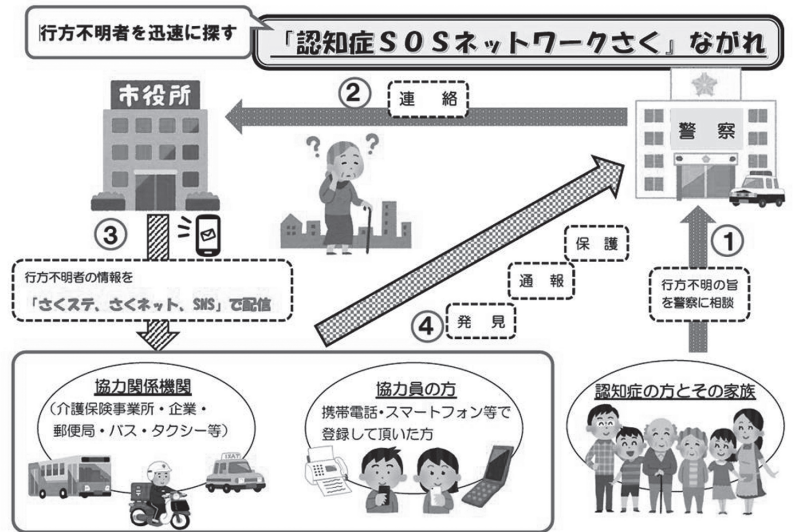 行方不明者を迅速に探す
「認知症SOSネットワークさく」ながれ
市役所
② 連絡
警察
？ ？
①
行方不明の旨
を警察に相談
③
行方不明者の情報を
「さくステ、さくネット、SNS」で配信
④ 発見
通報
保護
協力関係機関
（介護保険事業所・企業・
郵便局・バス・タクシー等）
協力員の方
携帯電話・スマートフォン等で
登録して頂いた方
認知症の方とその家族